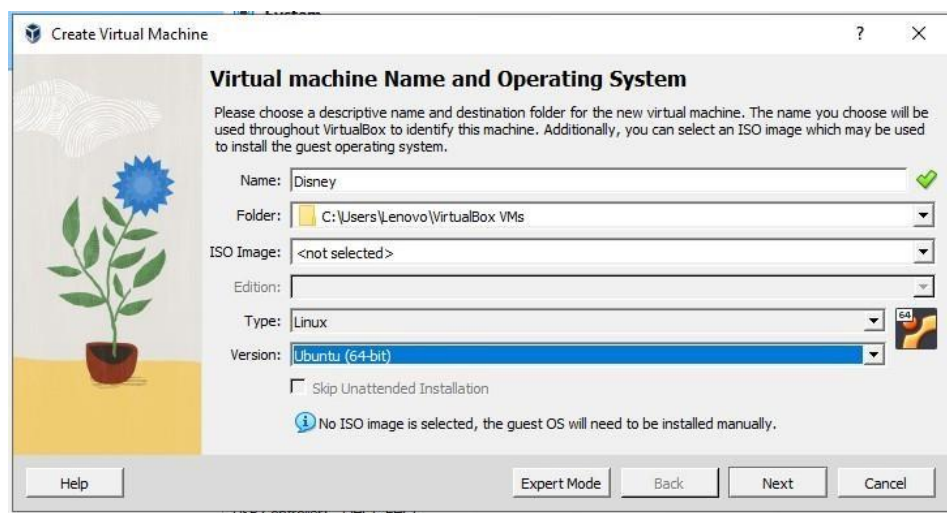 System
Create Virtual Machine
Virtual machine Name and Operating System
Please choose a descriptive name and destination folder for the new virtual machine. The name you choose will be
used throughout VirtualBox to identify this machine. Additionally, you can select an ISO image which may be used
to install the guest operating system.
Name: Disney
Folder: C:\Users\Lenovo\VirtualBox VMs
ISO Image: <not selected>
Edition:
Type: Linux
64
Version: Ubuntu (64-bit)
Skip Unattended Installation
No ISO image is selected, the guest OS will need to be installed manually.
Help Expert Mode Back Next Cancel